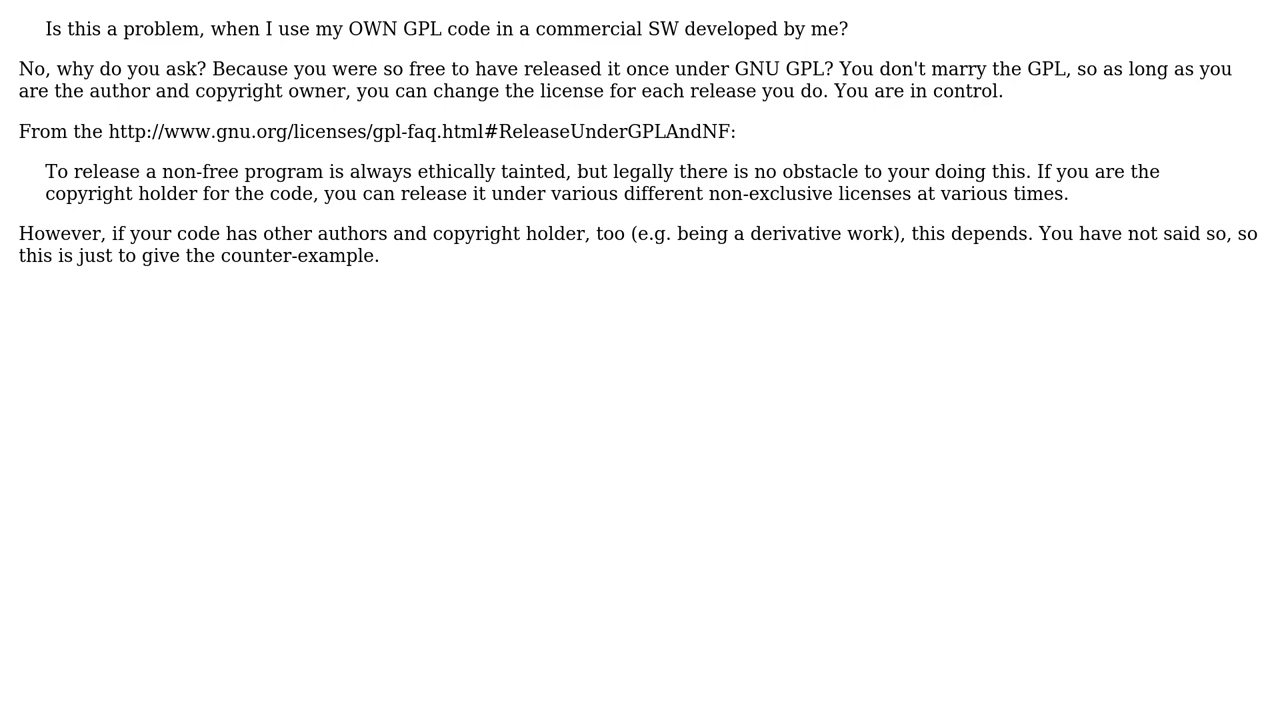 Is this a problem, when I use my OWN GPL code in a commercial SW developed by me?
No, why do you ask? Because you were so free to have released it once under GNU GPL? You don't marry the GPL, so as long as you
are the author and copyright owner, you can change the license for each release you do. You are in control.
From the http://www.gnu.org/licenses/gpl-faq.html#ReleaseUnderGPLAndNF:
To release a non-free program is always ethically tainted, but legally there is no obstacle to your doing this. If you are the
copyright holder for the code, you can release it under various different non-exclusive licenses at various times.
However, if your code has other authors and copyright holder, too (e.g. being a derivative work), this depends. You have not said so, so
this is just to give the counter-example.